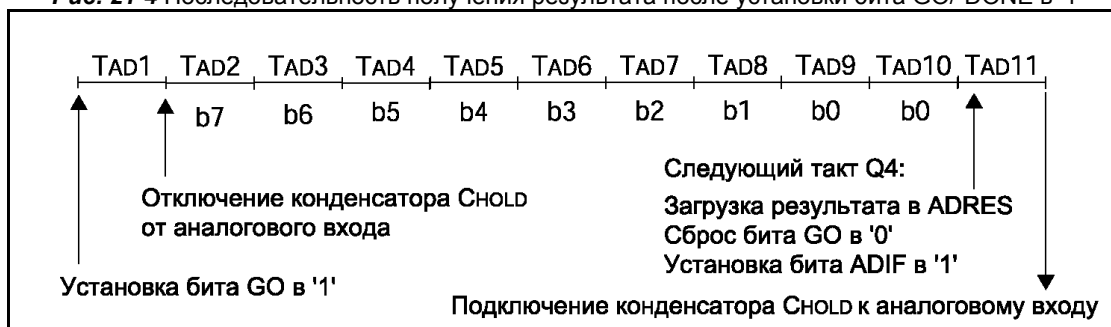 Рис. 21-4 Последовательность получения результата после установки бита GO/-DONE в '1'
TAD1 TAD2 TAD3 TAD4 TAD5 TAD6 TAD7 TAD8 TAD9 TAD10 TAD11
b7 b6 b5 b4 b3 b2 b1 b0 b0
Следующий такт Q4:
Отключение конденсатора CHOLD
от аналогового входа
Загрузка результата в ADRES
Сброс бита GO в '0'
Установка бита ADIF в '1'
Установка бита GO в '1'
Подключение конденсатора CHOLD к аналоговому входу